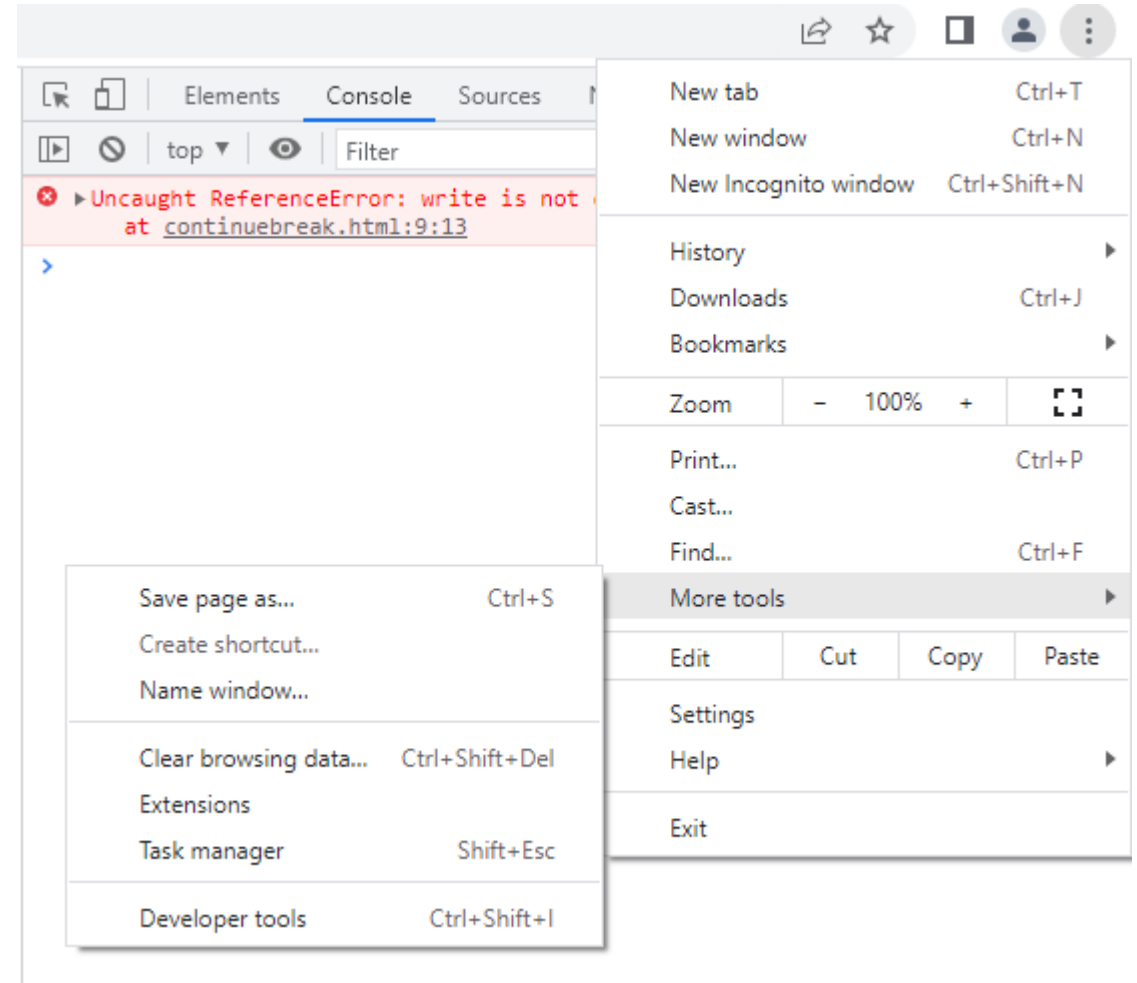 Elements Console Sources
top ▼ Filter
Uncaught ReferenceError: write is not
at continuebreak.html:9:13
New tab Ctrl+T
New window Ctrl+N
New Incognito window Ctrl+Shift+N
History
Downloads Ctrl+J
Bookmarks
Zoom − 100% +
Print... Ctrl+P
Cast...
Find... Ctrl+F
More tools
Edit Cut Copy Paste
Settings
Help
Exit
Save page as... Ctrl+S
Create shortcut...
Name window...
Clear browsing data... Ctrl+Shift+Del
Extensions
Task manager Shift+Esc
Developer tools Ctrl+Shift+I